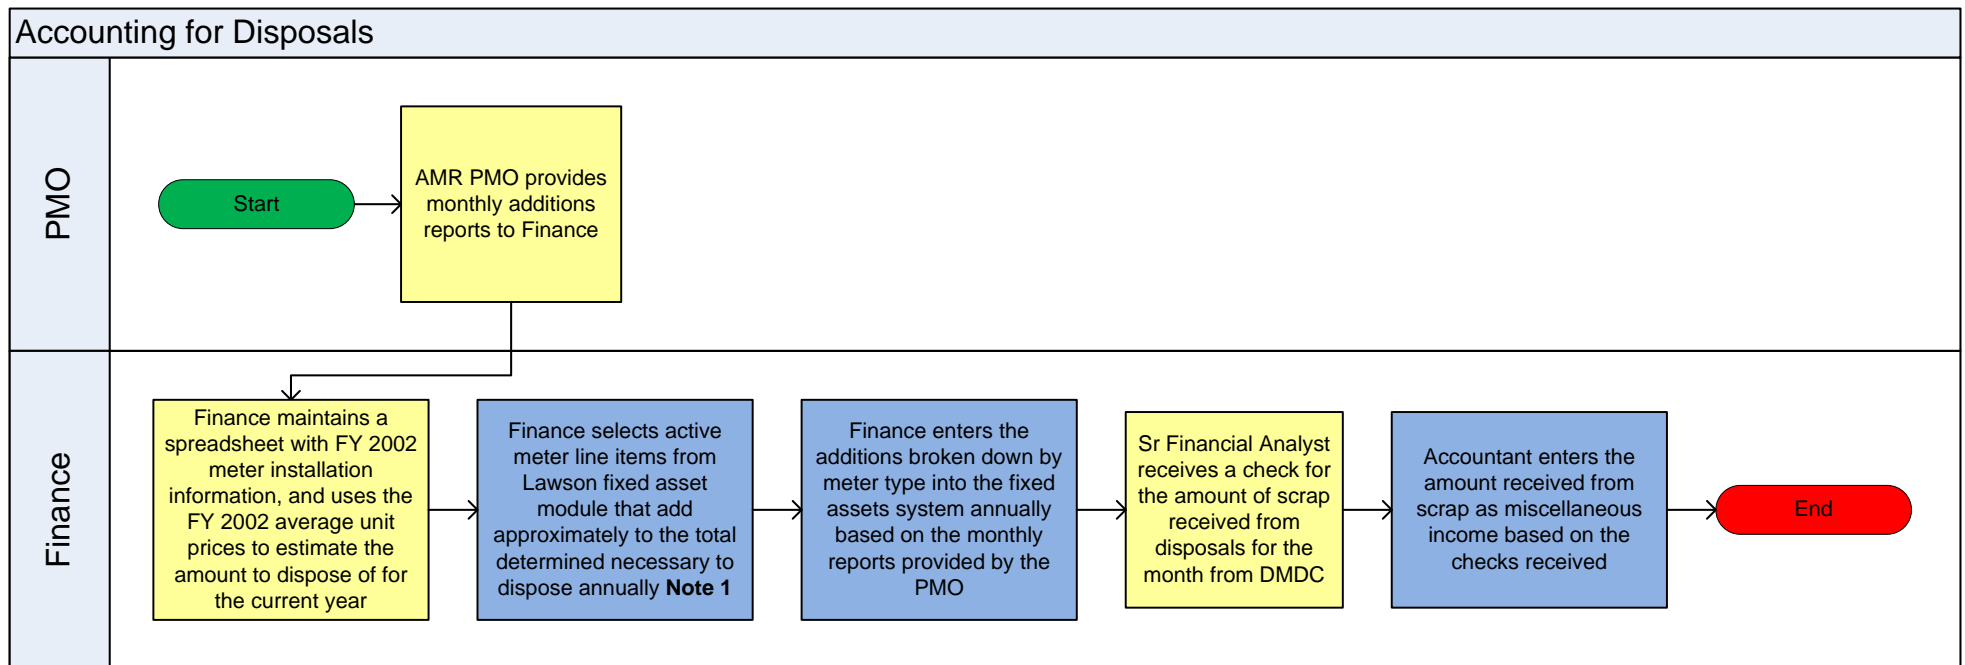 Accounting for Disposals
PMO
Start
AMR PMO provides
monthly additions
reports to Finance
Finance
Finance maintains a
spreadsheet with FY 2002
meter installation
information, and uses the
FY 2002 average unit
prices to estimate the
amount to dispose of for
the current year
Finance selects active
meter line items from
Lawson fixed asset
module that add
approximately to the total
determined necessary to
dispose annually Note 1
Finance enters the
additions broken down by
meter type into the fixed
assets system annually
based on the monthly
reports provided by the
PMO
Sr Financial Analyst
receives a check for
the amount of scrap
received from
disposals for the
month from DMDC
Accountant enters the
amount received from
scrap as miscellaneous
income based on the
checks received
End